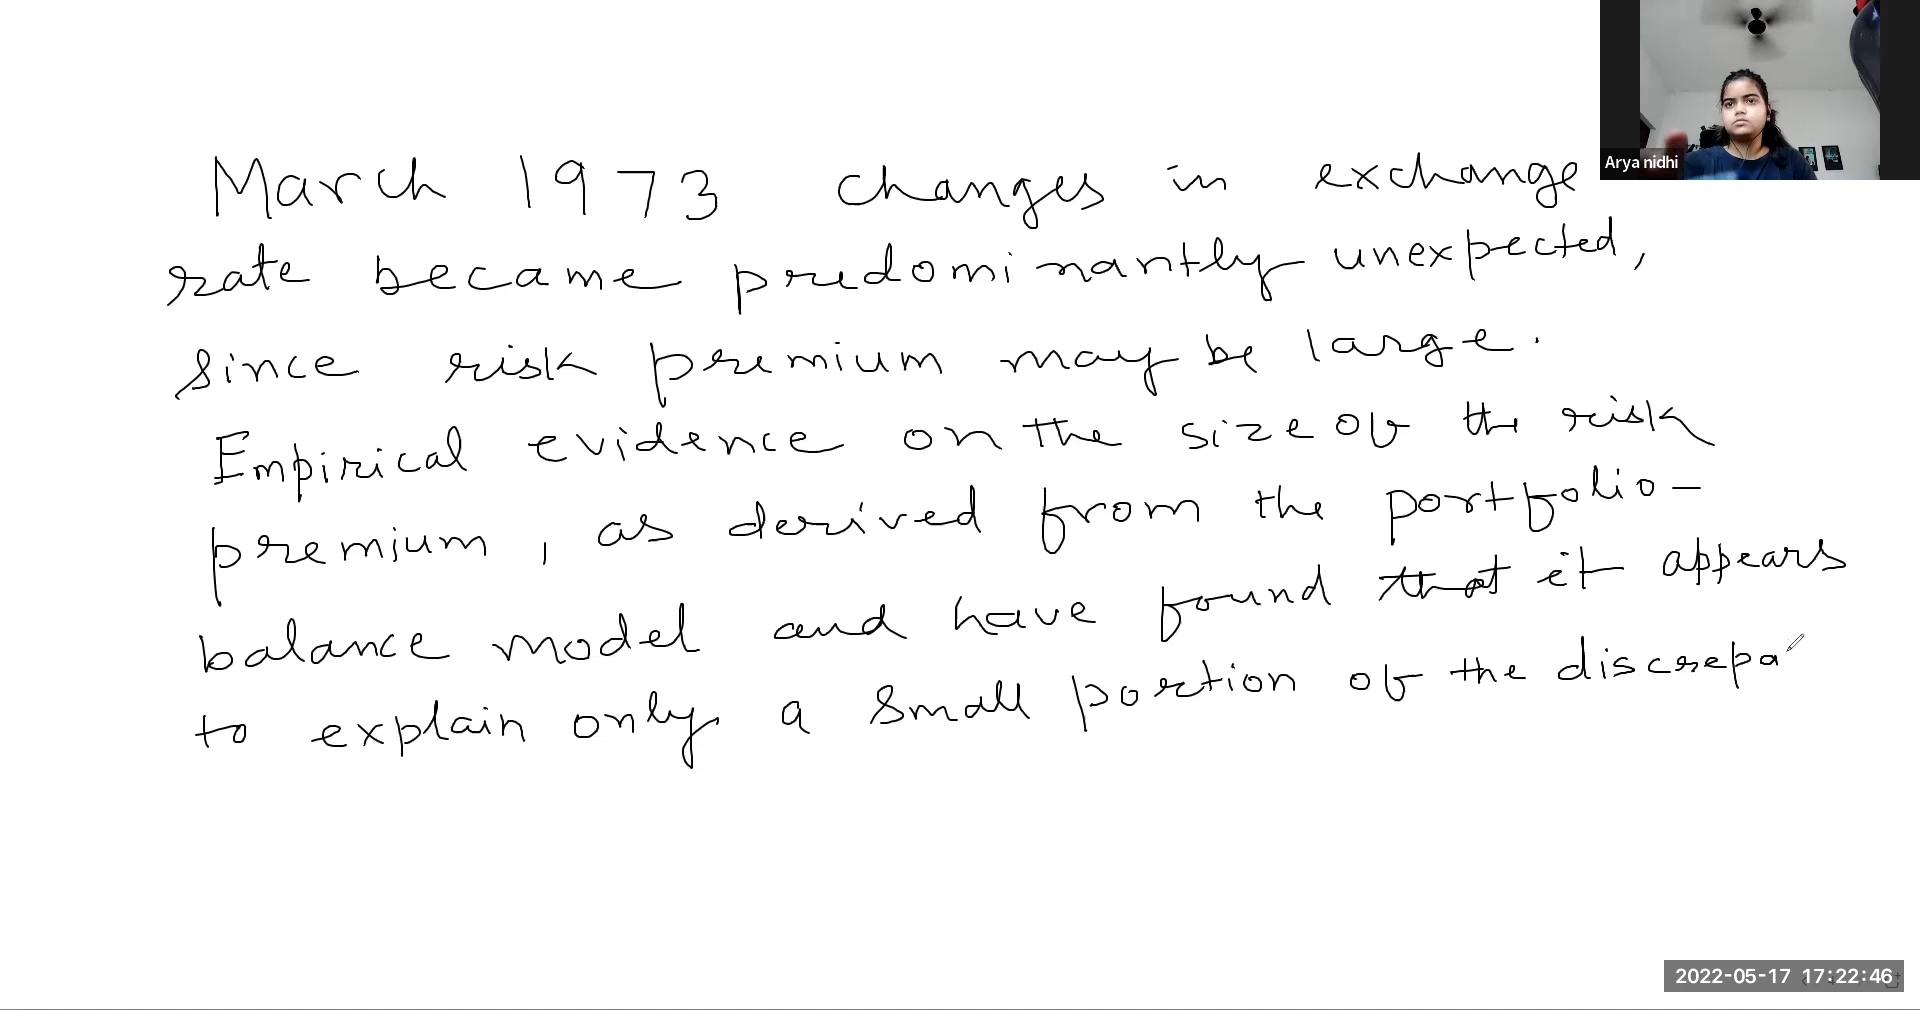 March 1973 changes in exchange
rate became predominantly unexpected,
since risk premium may be large.
Empirical evidence on the size of the risk
premium, as derived from the portfolio-
balance model and have found that it appears
to explain only a small portion of the discrepa
Arya nidhi
2022-05-17 17:22:46